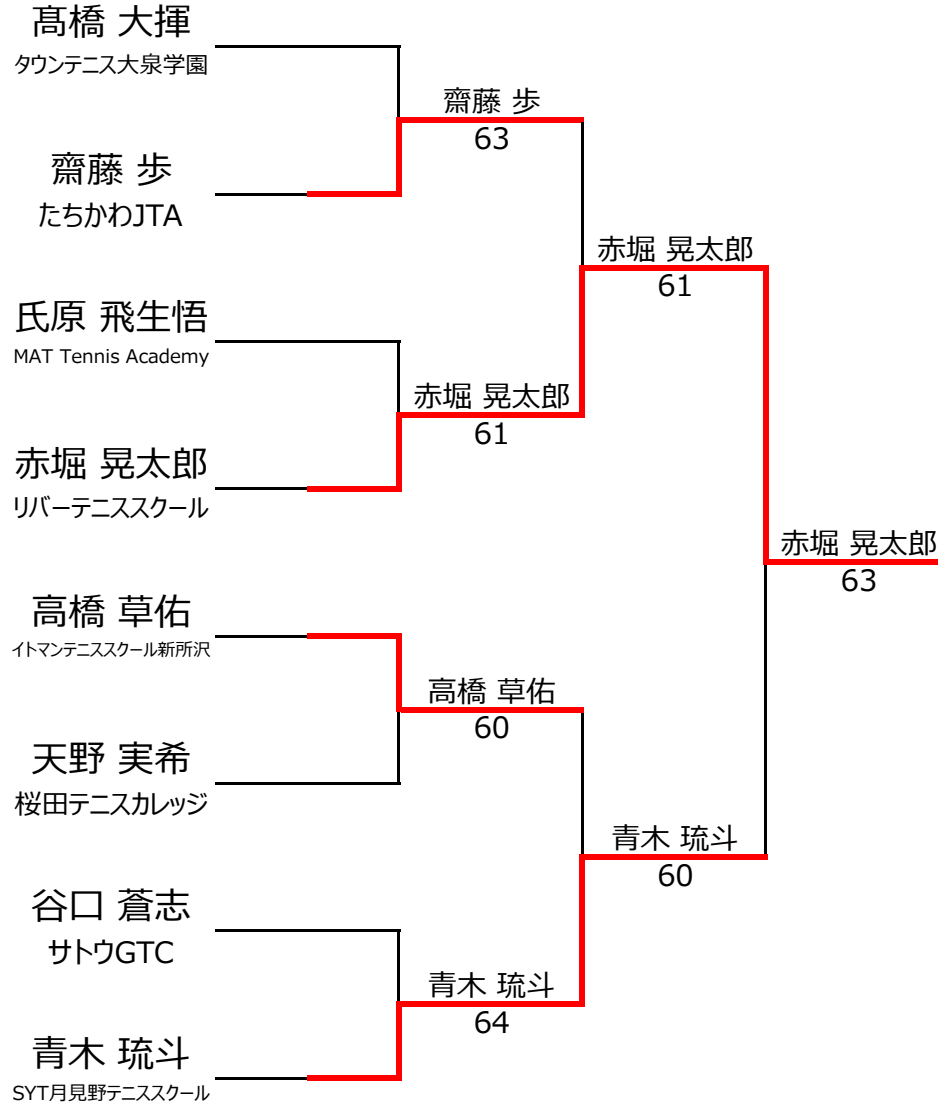 髙橋 大揮
タウンテニス大泉学園
齋藤 歩
63
齋藤 歩
たちかわJTA
赤堀 晃太郎
61
氏原 飛生悟
MAT Tennis Academy
赤堀 晃太郎
61
赤堀 晃太郎
リバーテニススクール
赤堀 晃太郎
63
高橋 草佑
イトマンテニススクール新所沢
高橋 草佑
60
天野 実希
桜田テニスカレッジ
青木 琉斗
60
谷口 蒼志
サトウGTC
青木 琉斗
64
青木 琉斗
SYT月見野テニススクール